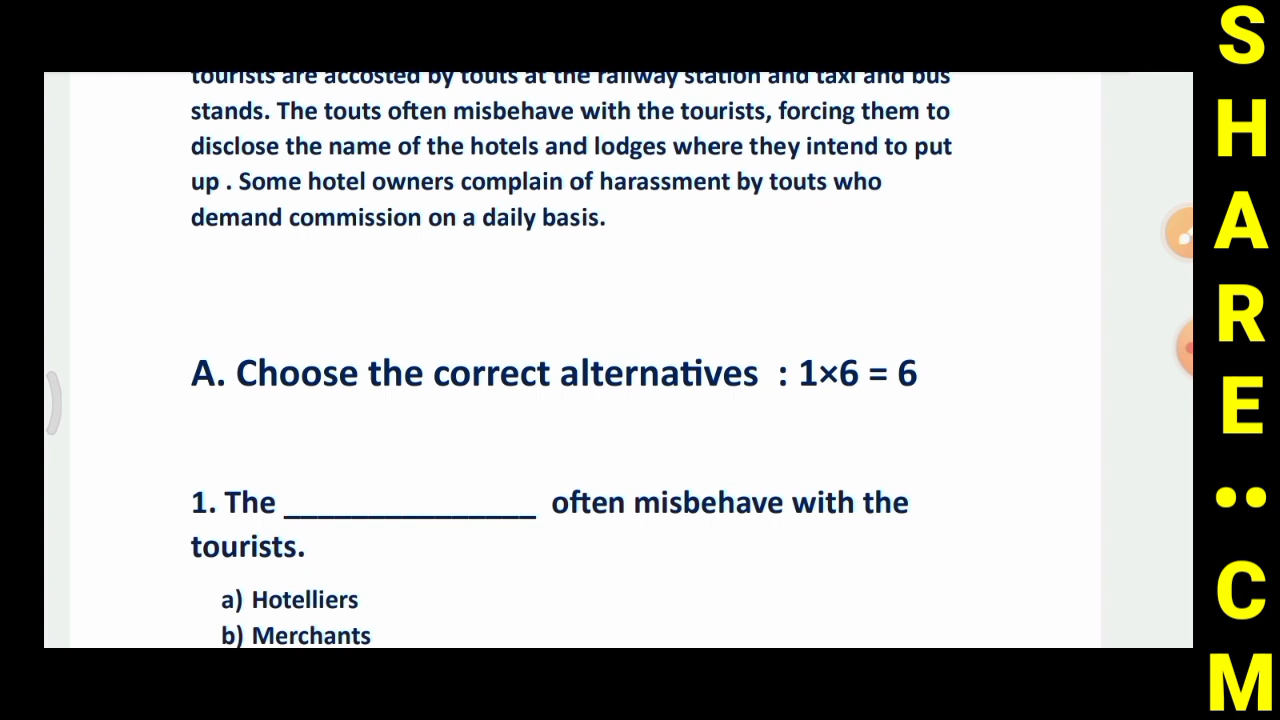 tourists are accosted by touts at the railway station and taxi and bus
stands. The touts often misbehave with the tourists, forcing them to
disclose the name of the hotels and lodges where they intend to put
up . Some hotel owners complain of harassment by touts who
demand commission on a daily basis.
A. Choose the correct alternatives : 1×6 = 6
1. The _______________ often misbehave with the
tourists.
a) Hotelliers
b) Merchants
SHARE··CM